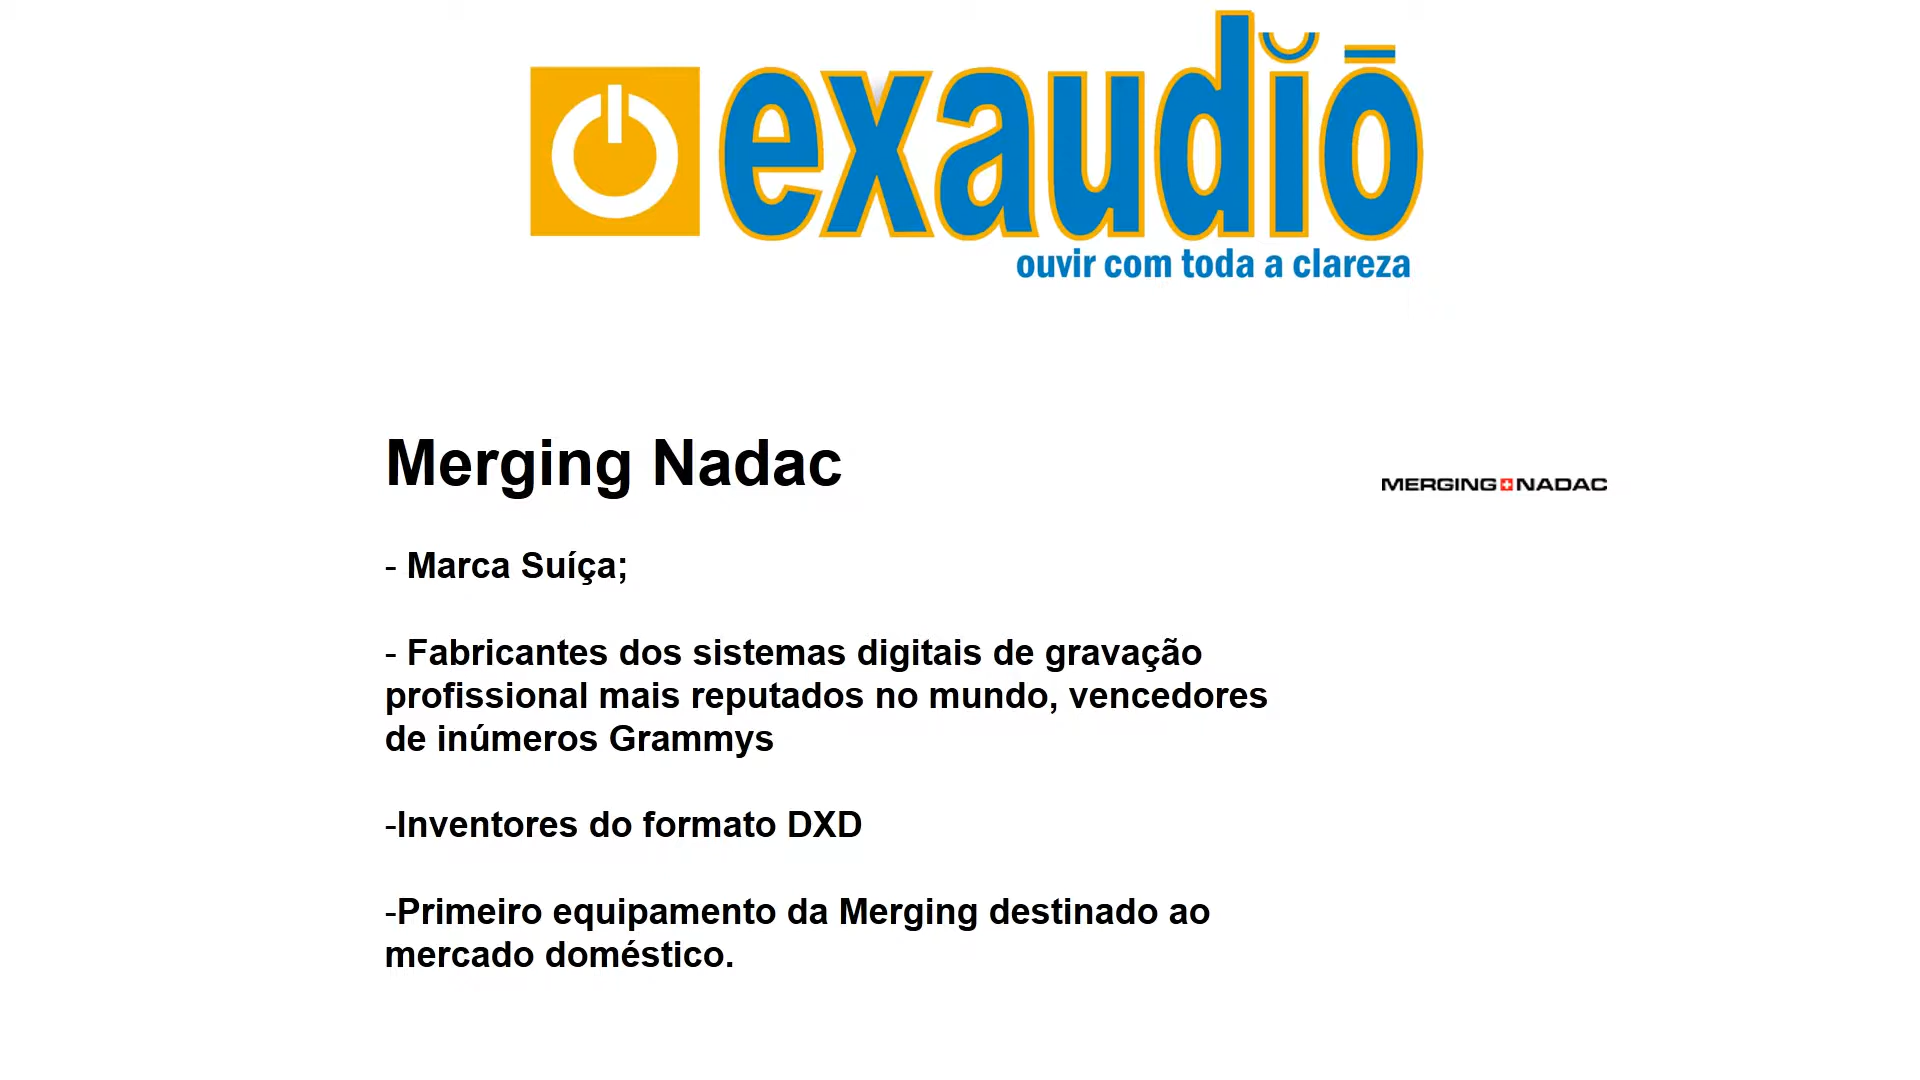 exaudĭō
ouvir com toda a clareza
Merging Nadac
MERGING NADAC
- Marca Suíça;
- Fabricantes dos sistemas digitais de gravação
profissional mais reputados no mundo, vencedores
de inúmeros Grammys
-Inventores do formato DXD
-Primeiro equipamento da Merging destinado ao
mercado doméstico.